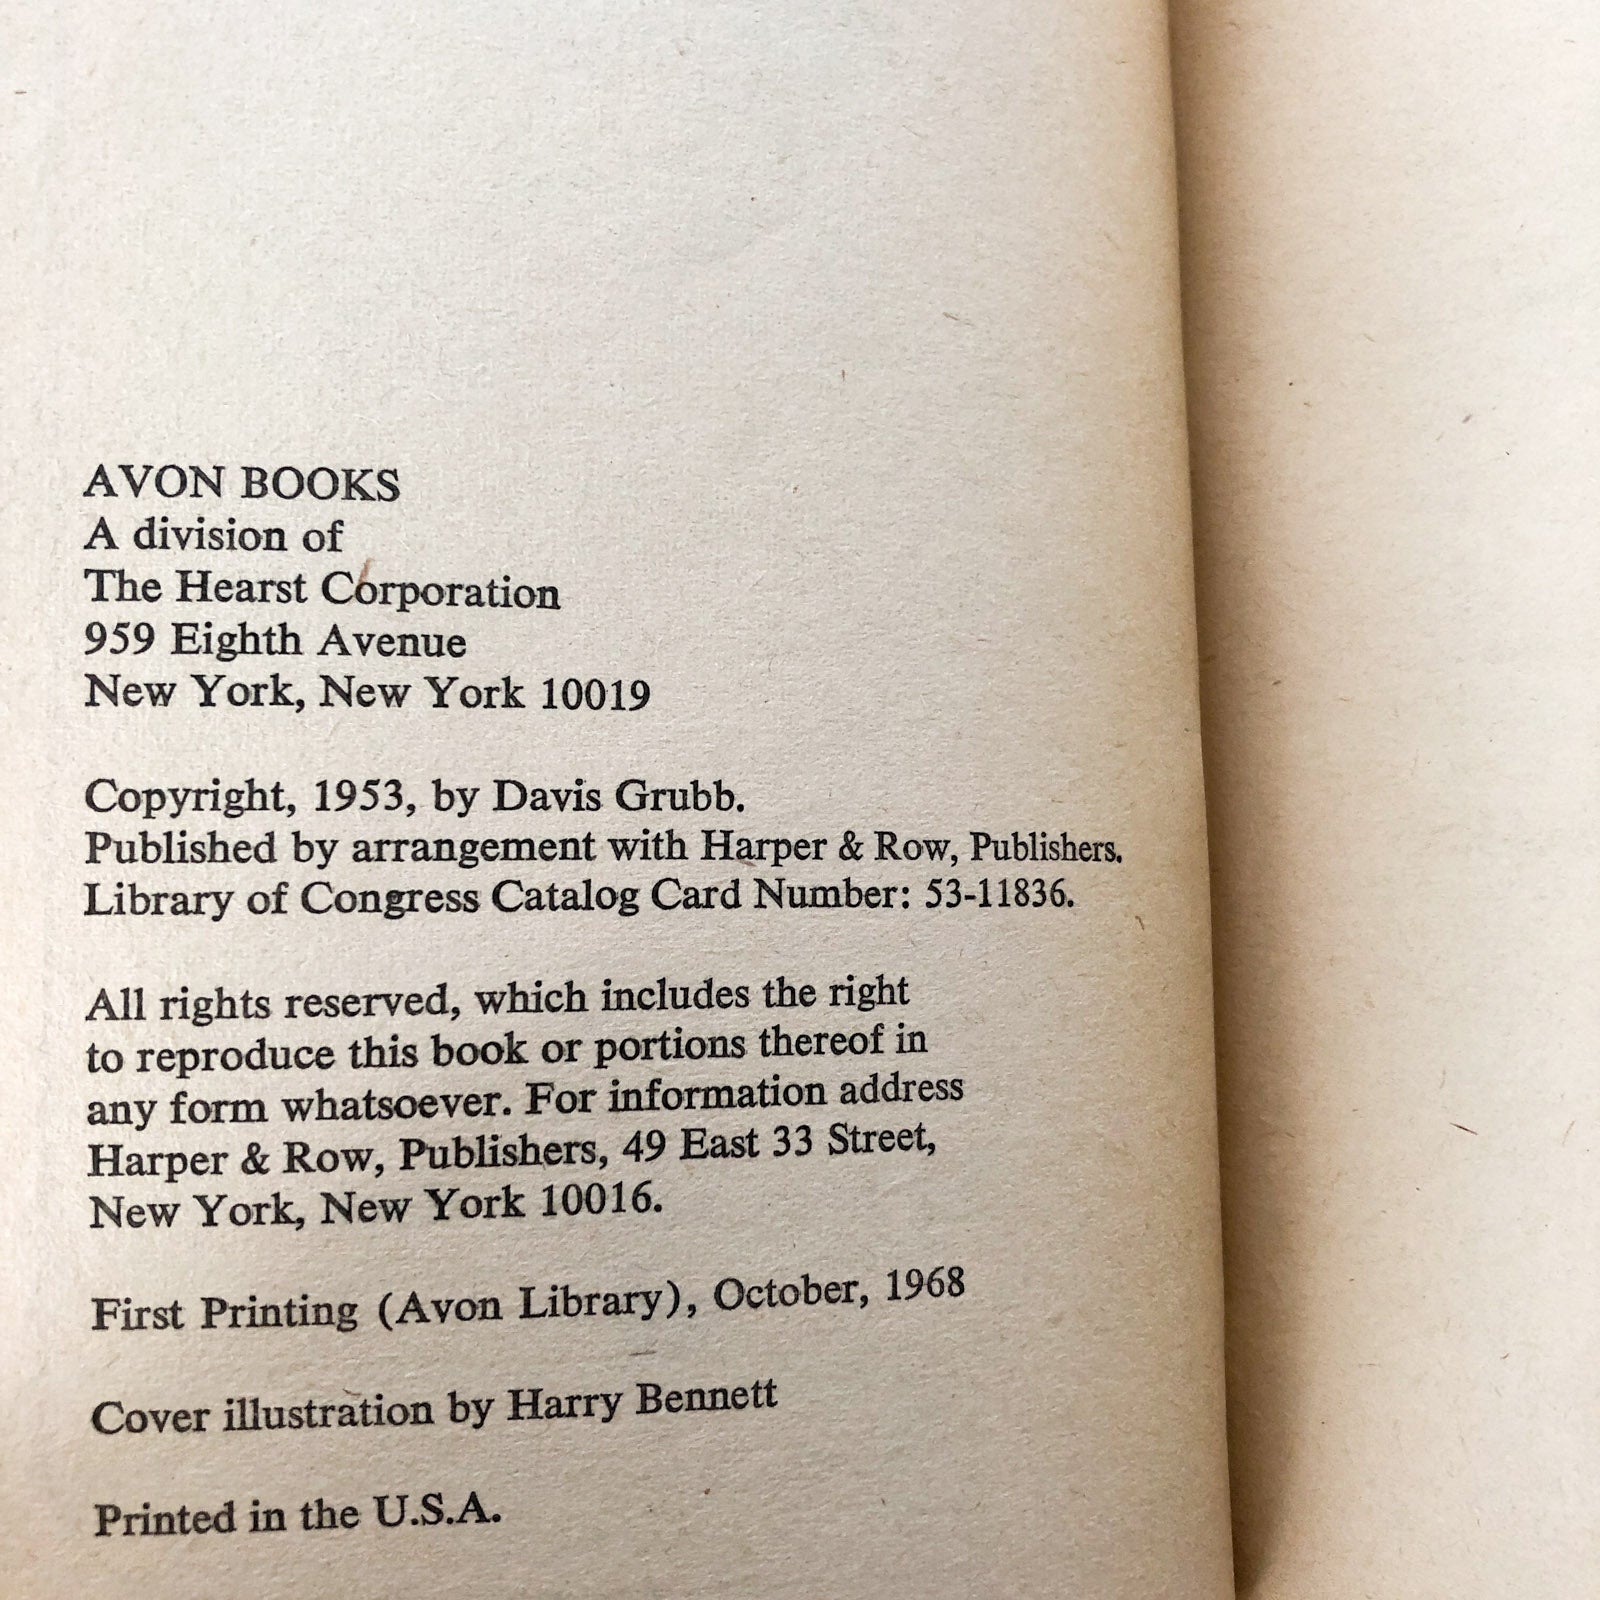 AVON BOOKS
A division of
The Hearst Corporation
959 Eighth Avenue
New York, New York 10019
Copyright, 1953, by Davis Grubb.
Published by arrangement with Harper & Row, Publishers.
Library of Congress Catalog Card Number: 53-11836.
All rights reserved, which includes the right
to reproduce this book or portions thereof in
any form whatsoever. For information address
Harper & Row, Publishers, 49 East 33 Street,
New York, New York 10016.
First Printing (Avon Library), October, 1968
Cover illustration by Harry Bennett
Printed in the U.S.A.